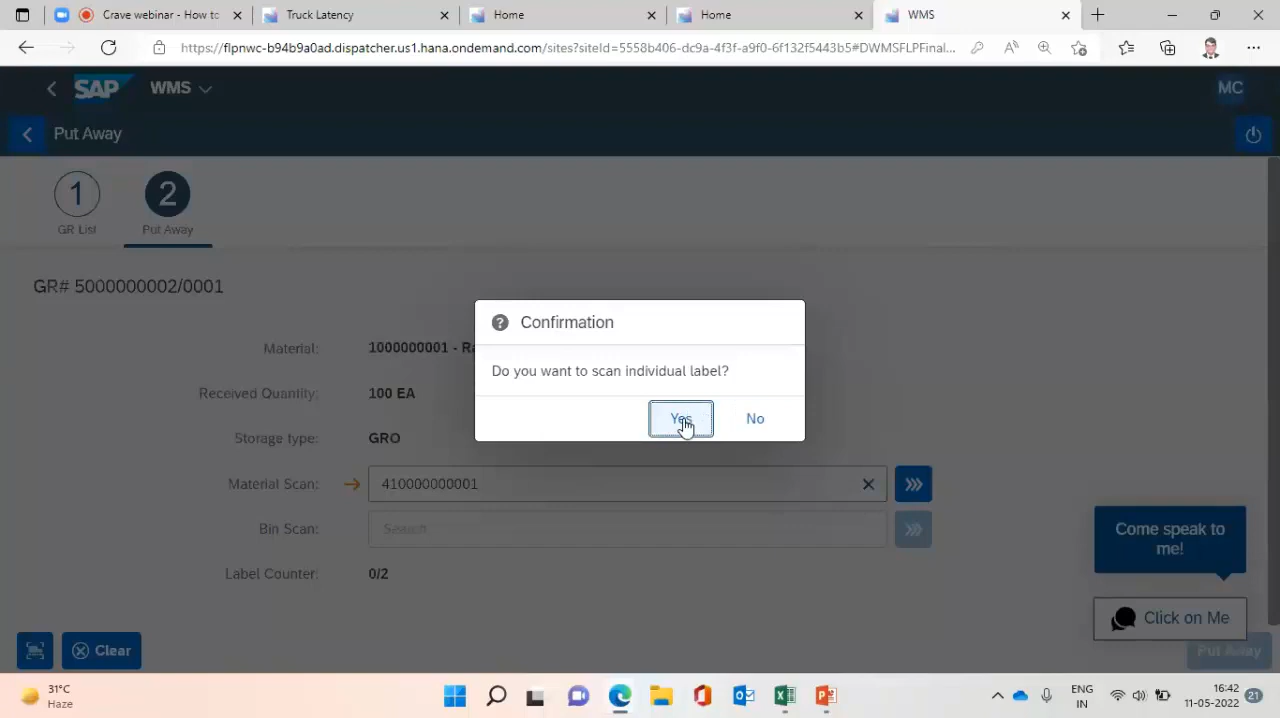 Crave webinar - How to
Truck Latency
Home
Home
WMS
https://flpnwc-b94b9a0ad.dispatcher.us1.hana.ondemand.com/sites?siteId=5558b406-dc9a-4f3f-a9f0-6f132f5443b5#DWMSFLPFinal...
SAP WMS
MC
Put Away
1
2
GR List
Put Away
GR# 5000000002/0001
Confirmation
Do you want to scan individual label?
Yes
No
Material: 1000000001 - Ra
Received Quantity: 100 EA
Storage type: GRO
Material Scan: 410000000001
Bin Scan: Search
Label Counter: 0/2
Come speak to
me!
Click on Me
Clear
Put Away
31°C
Haze
ENG
IN
16:42
11-05-2022
21